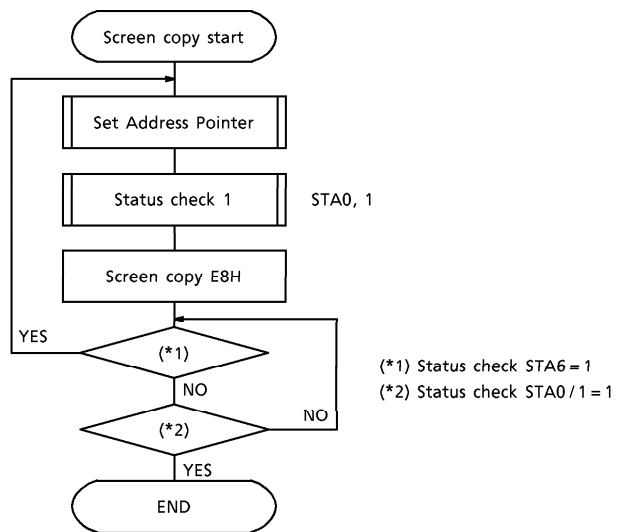 Screen copy start
Set Address Pointer
Status check 1
STA0, 1
Screen copy E8H
YES
(*1)
(*1) Status check STA6 = 1
NO
(*2) Status check STA0 / 1 = 1
NO
(*2)
YES
END